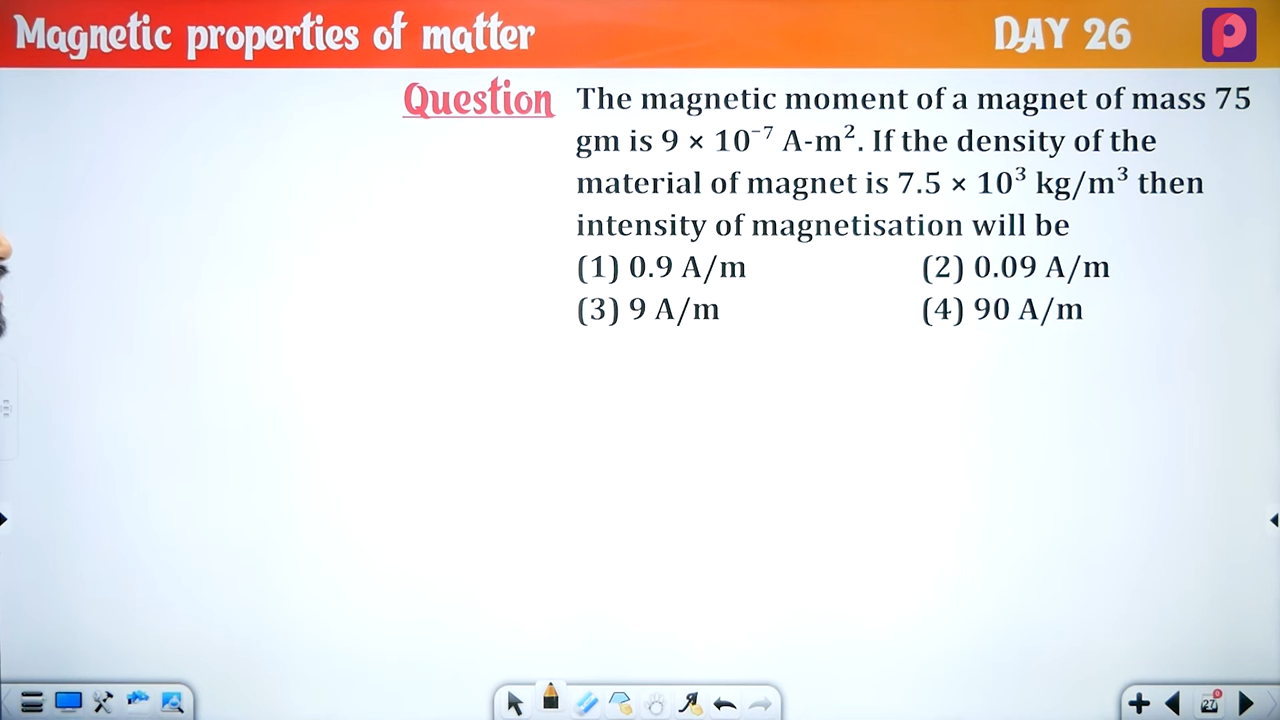 Magnetic properties of matter
DAY 26
Question
The magnetic moment of a magnet of mass 75
gm is 9 × 10⁻⁷ A-m². If the density of the
material of magnet is 7.5 × 10³ kg/m³ then
intensity of magnetisation will be
(1) 0.9 A/m (2) 0.09 A/m
(3) 9 A/m (4) 90 A/m
27